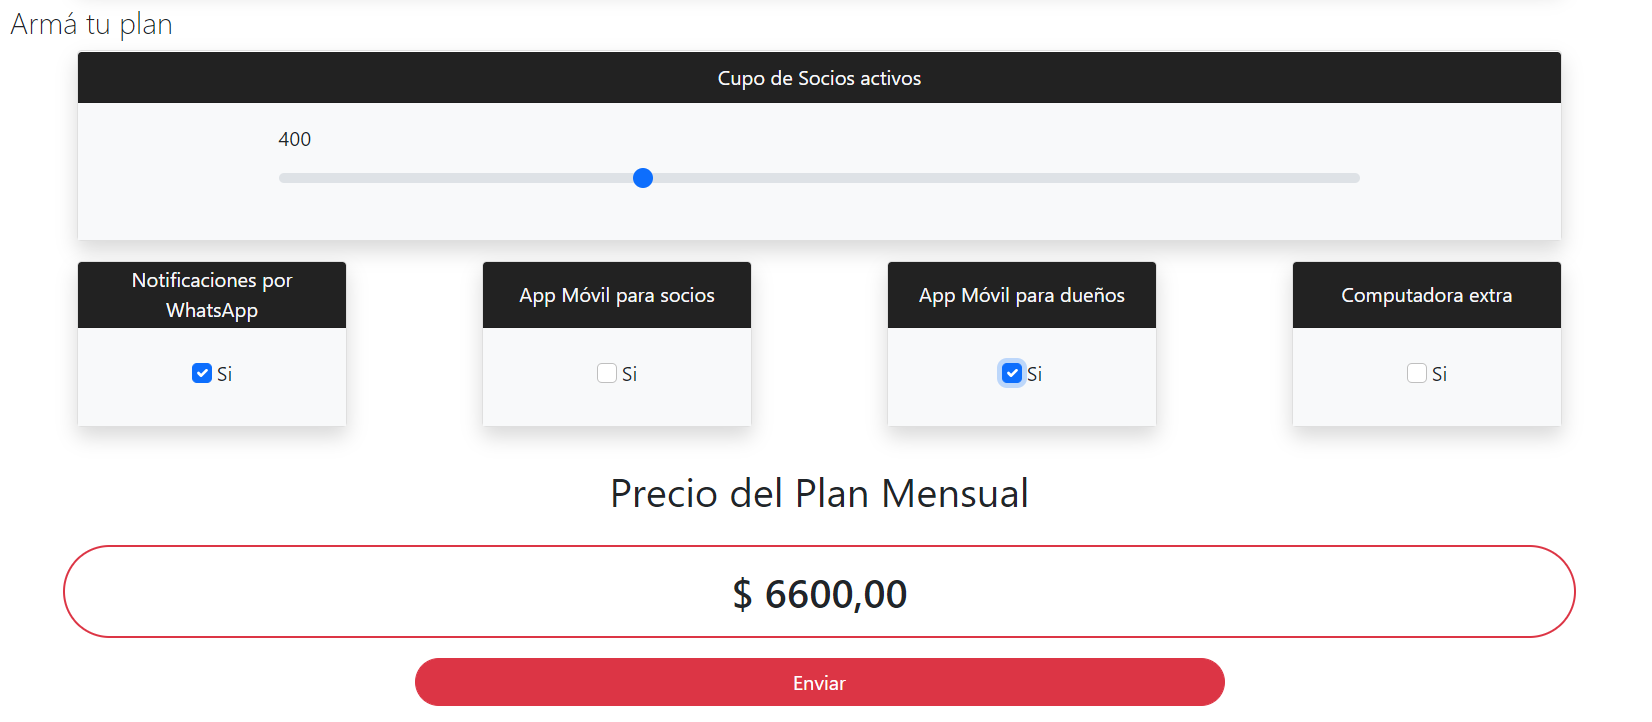 Armá tu plan
Cupo de Socios activos
400
Notificaciones por
WhatsApp
Si
App Móvil para socios
Si
App Móvil para dueños
Si
Computadora extra
Si
Precio del Plan Mensual
$ 6600,00
Enviar